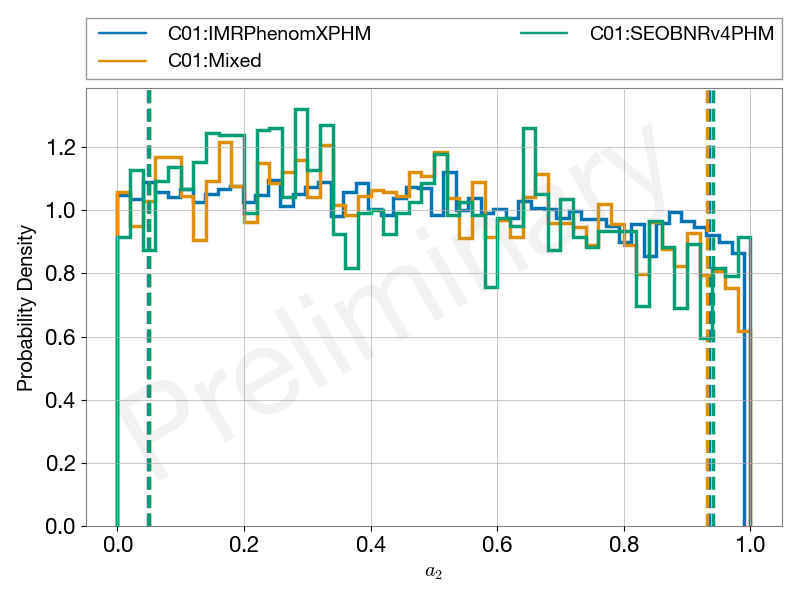 C01:IMRPhenomXPHM
C01:Mixed
C01:SEOBNRv4PHM
Preliminary
Probability Density
1.2
1.0
0.8
0.6
0.4
0.2
0.0
0.0 0.2 0.4 0.6 0.8 1.0
a₂